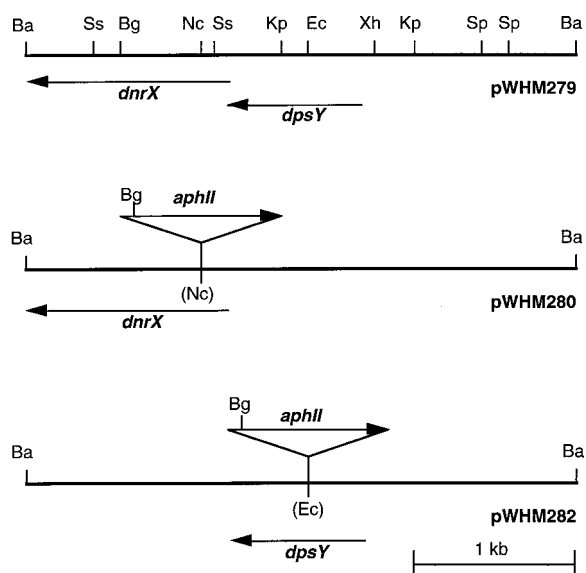 Ba Ss Bg Nc Ss Kp Ec Xh Kp Sp Sp Ba
dnrX
pWHM279
dpsY
Bg aphII
Ba Ba
(Nc)
dnrX
pWHM280
Bg aphII
Ba Ba
(Ec)
pWHM282
dpsY
1 kb